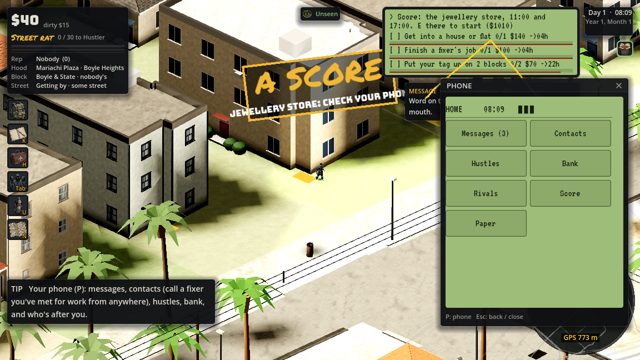 $40 dirty $15
STREET RAT 0 / 30 to Hustler
Rep Nobody (0)
Hood Mariachi Plaza · Boyle Heights
Block Boyle & State · nobody's
Street Getting by · some street
Unseen
> Score: the jewellery store, 11:00 and
17:00. E there to start ($1010)
[ ] Get into a house or flat 0/1 $140 ->04h
[ ] Finish a fixer's job
->04h
[ ] Put your tag up on 2 blocks 0/2 $70 ->22h
Day 1 · 08:09
Year 1, Month 1
A SCORE
JEWELLERY STORE: CHECK YOUR PHO
MESSAGE
Word on
mouth.
PHONE
HOME 08:09
Messages (3)
Contacts
Hustles
Bank
Rivals
Score
Paper
P: phone Esc: back / close
H
Tab
U
TIP Your phone (P): messages, contacts (call a fixer
you've met for work from anywhere), hustles, bank,
and who's after you.
GPS 773 m